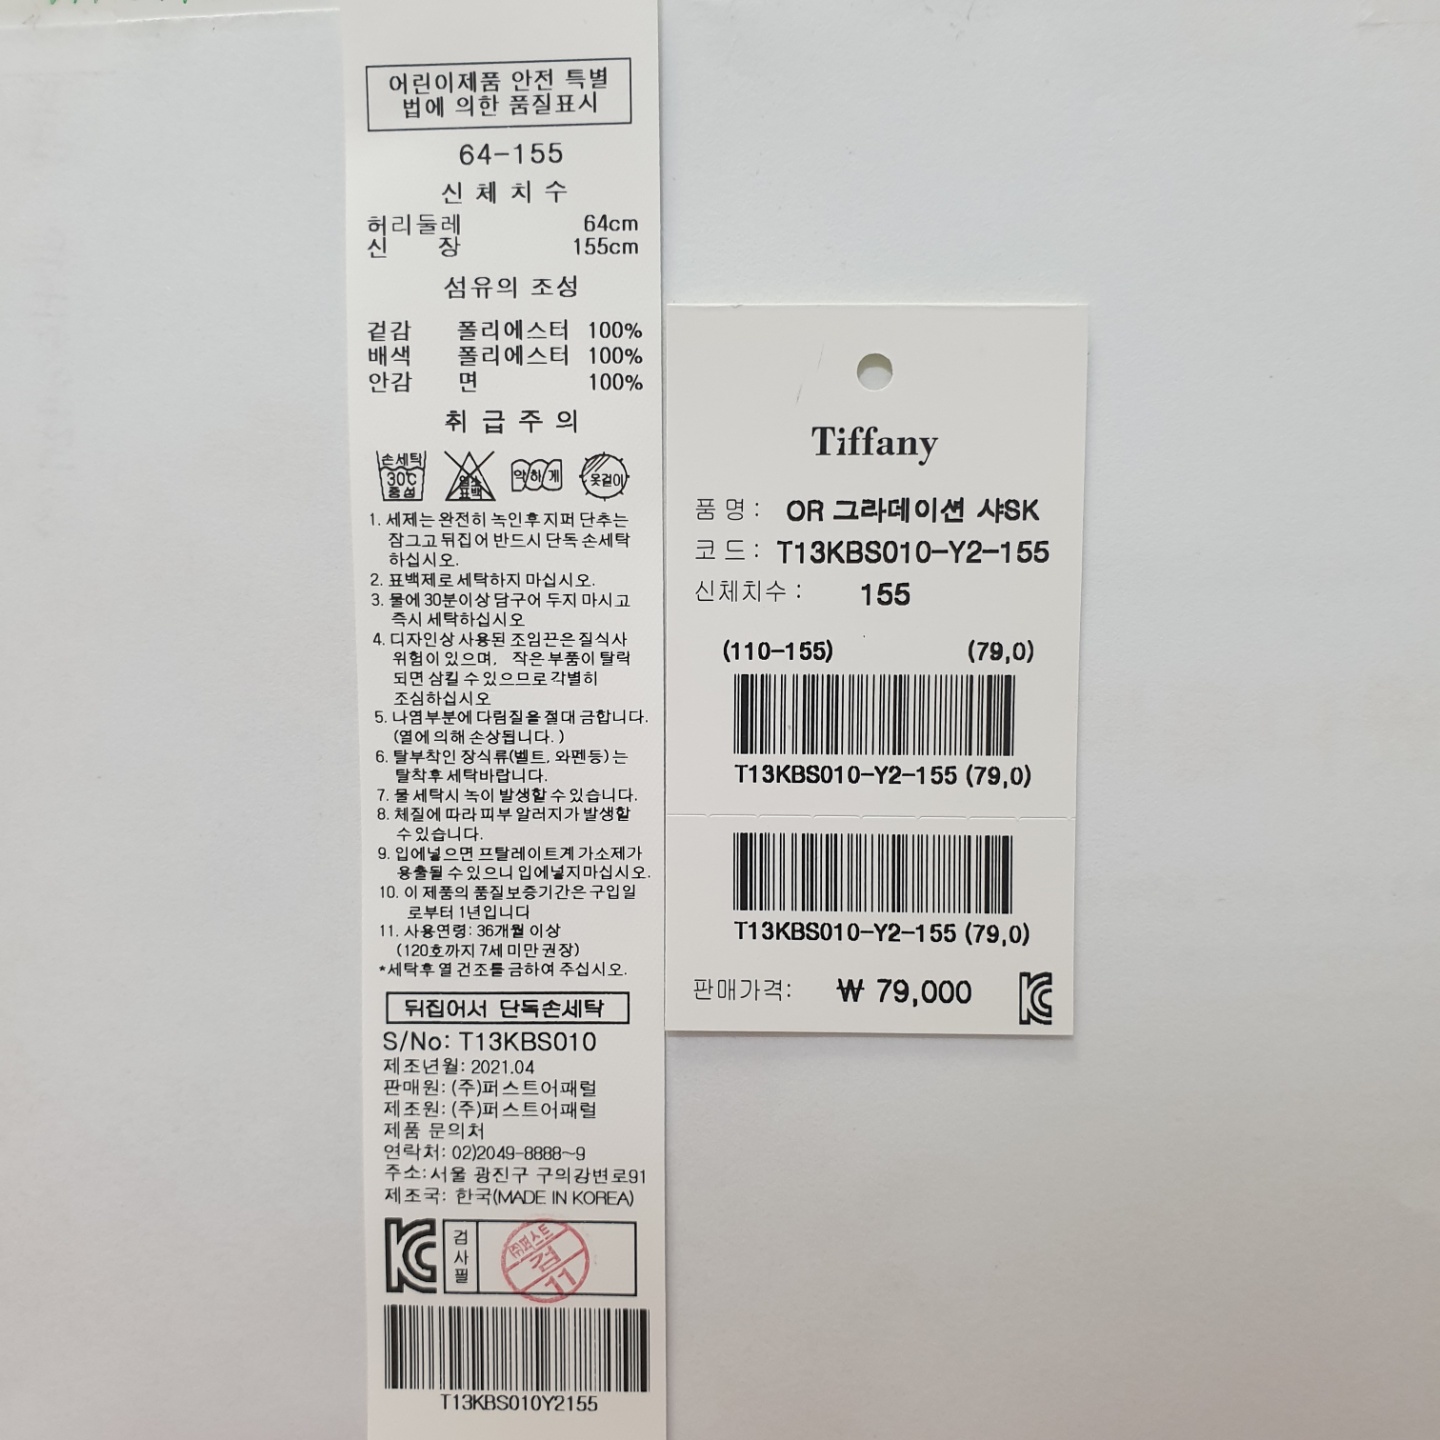 어린이제품 안전 특별
법에 의한 품질표시
64-155
신 체 치 수
허리둘레 64cm
신 장 155cm
섬유의 조성
겉감 폴리에스터 100%
배색 폴리에스터 100%
안감 면 100%
취 급 주 의
손세탁
30℃
중성
염소
표백
약하게
옷걸이
1. 세제는 완전히 녹인후 지퍼 단추는
잠그고 뒤집어 반드시 단독 손세탁
하십시오.
2. 표백제로 세탁하지 마십시오.
3. 물에 30분이상 담구어 두지 마시고
즉시 세탁하십시오
4. 디자인상 사용된 조임끈은 질식사
위험이 있으며, 작은 부품이 탈락
되면 삼킬 수 있으므로 각별히
조심하십시오
5. 나염부분에 다림질을 절대 금합니다.
(열에 의해 손상됩니다. )
6. 탈부착인 장식류(벨트, 와펜등) 는
탈착후 세탁바랍니다.
7. 물 세탁시 녹이 발생할 수 있습니다.
8. 체질에 따라 피부 알러지가 발생할
수 있습니다.
9. 입에넣으면 프탈레이트계 가소제가
용출될 수 있으니 입에넣지마십시오.
10. 이 제품의 품질보증기간은 구입일
로부터 1년입니다
11. 사용연령: 36개월 이상
(120호까지 7세 미만 권장)
*세탁후 열 건조를 금하여 주십시오.
뒤집어서 단독손세탁
S/No: T13KBS010
제조년월: 2021.04
판매원: (주)퍼스트어패럴
제조원: (주)퍼스트어패럴
제품 문의처
연락처: 02)2049-8888~9
주소: 서울 광진구 구의강변로91
제조국: 한국(MADE IN KOREA)
KC
검사필
(주)퍼스트
검
11
T13KBS010Y2155
Tiffany
품 명 : OR 그라데이션 샤SK
코 드 : T13KBS010-Y2-155
신체치수 : 155
(110-155) (79,0)
T13KBS010-Y2-155 (79,0)
T13KBS010-Y2-155 (79,0)
판매가격: ₩ 79,000
KC